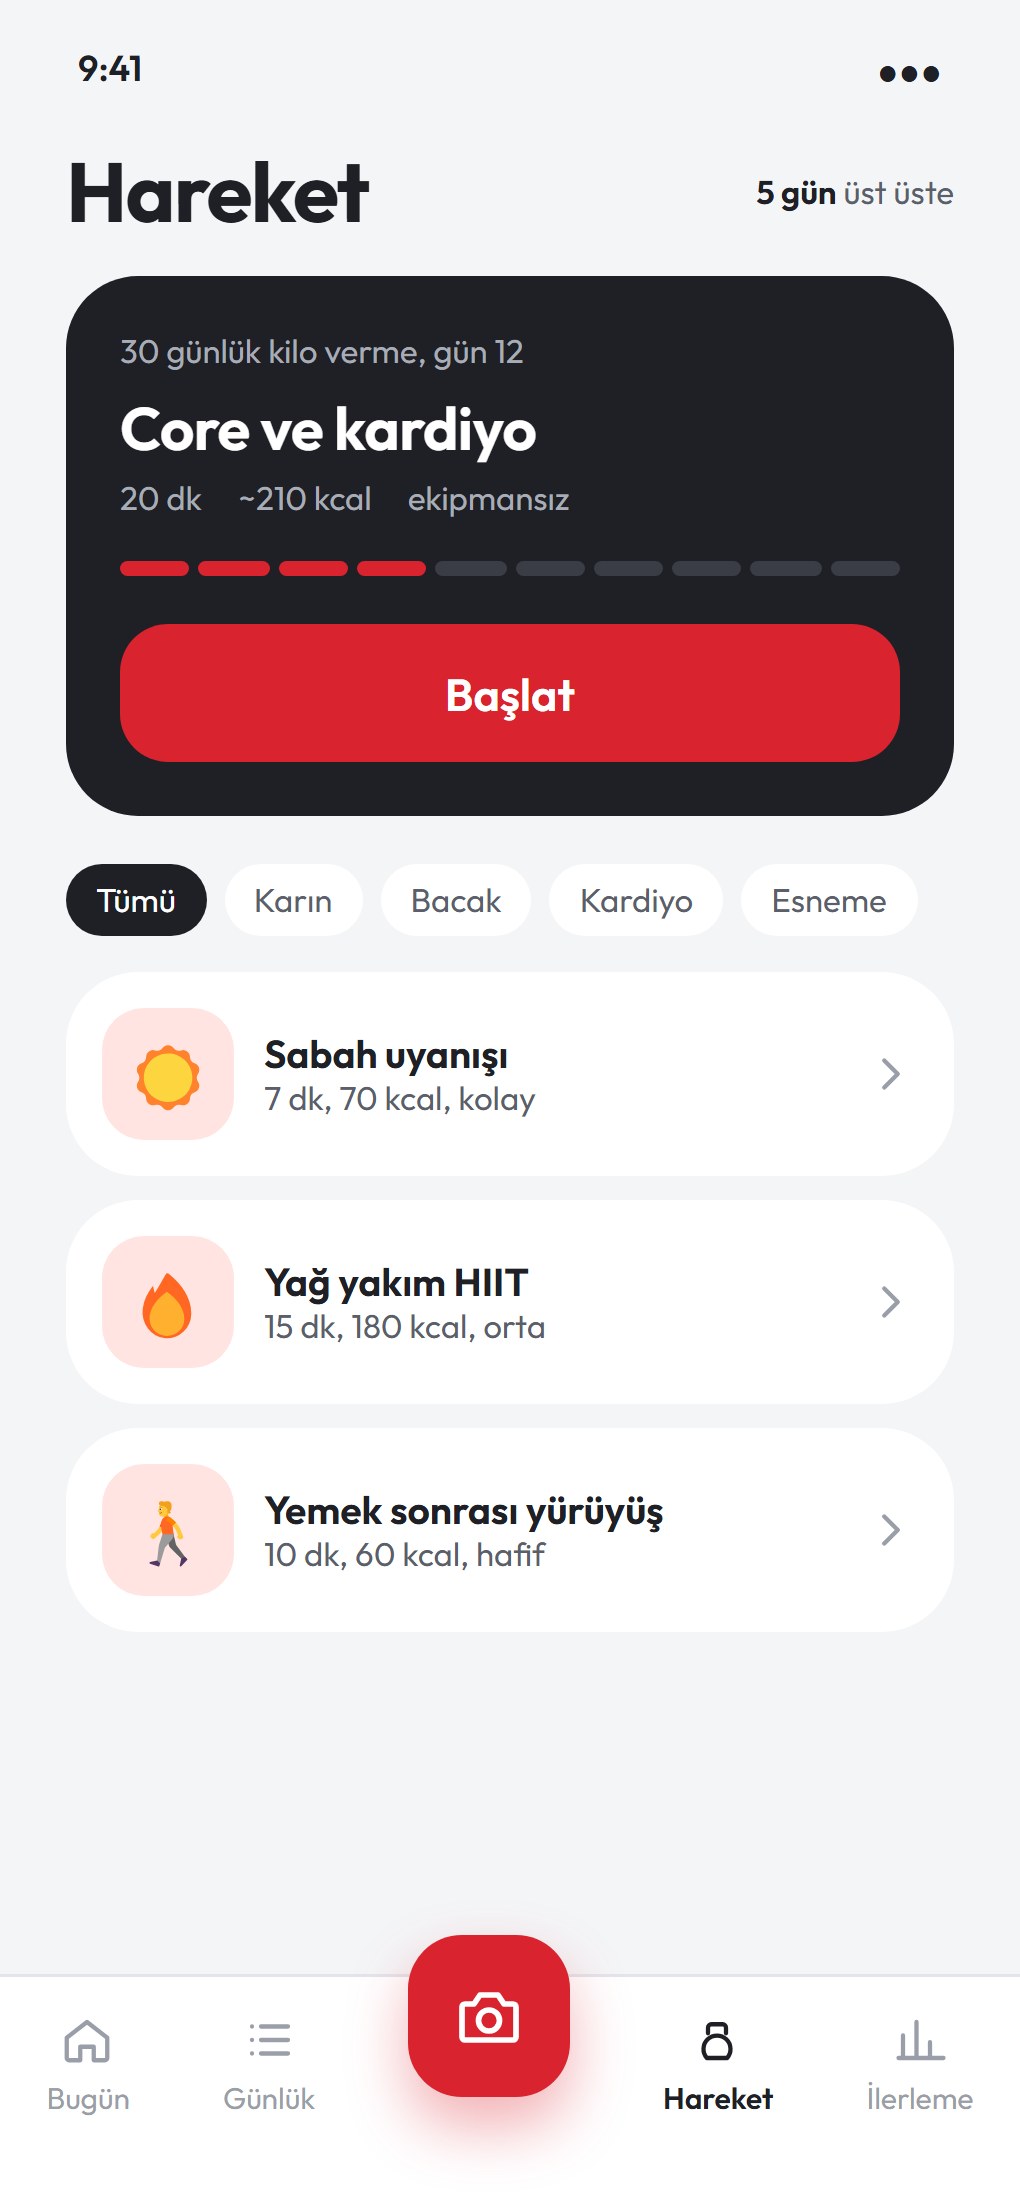 9:41
Hareket
5 gün üst üste
30 günlük kilo verme, gün 12
Core ve kardiyo
20 dk ~210 kcal ekipmansız
Başlat
Tümü Karın Bacak Kardiyo Esneme
Sabah uyanışı
7 dk, 70 kcal, kolay
Yağ yakım HIIT
15 dk, 180 kcal, orta
Yemek sonrası yürüyüş
10 dk, 60 kcal, hafif
Bugün Günlük Hareket İlerleme